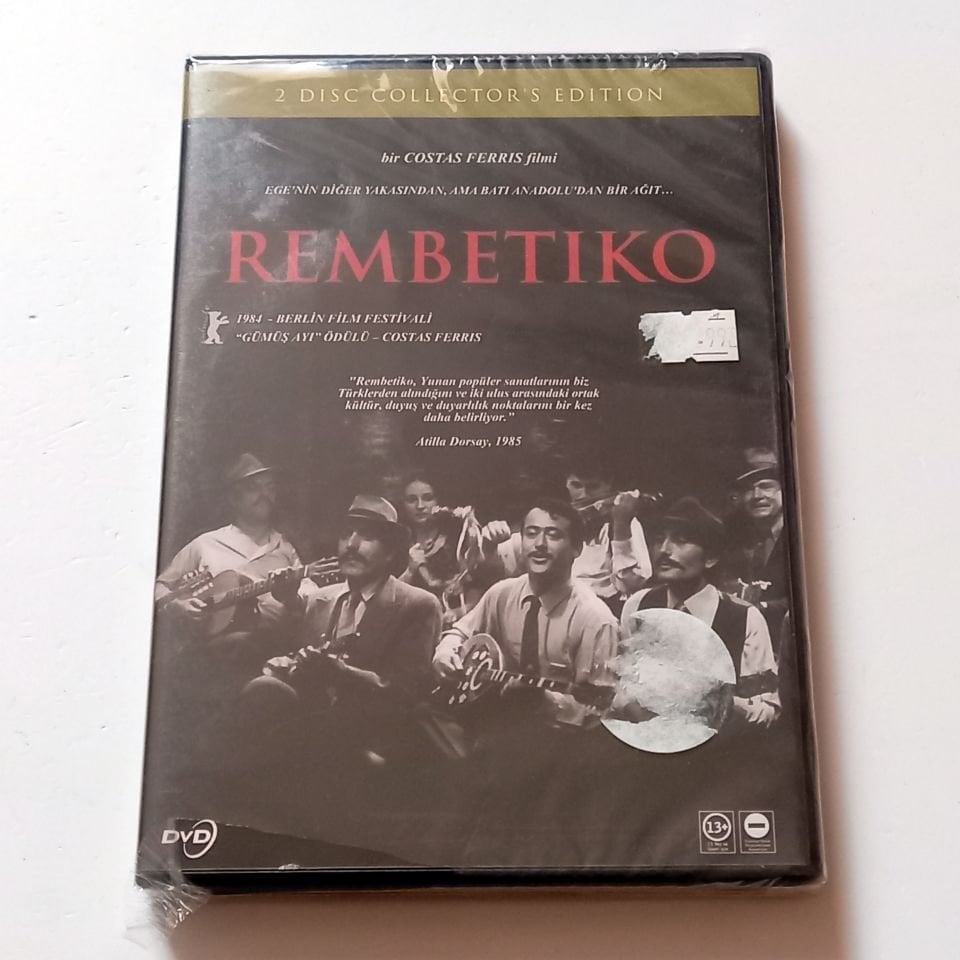 2 DISC COLLECTOR'S EDITION
bir COSTAS FERRIS filmi
EGE'NİN DİĞER YAKASINDAN, AMA BATI ANADOLU'DAN BİR AĞIT...
REMBETIKO
1984 - BERLİN FİLM FESTİVALİ
"GÜMÜŞ AYI" ÖDÜLÜ – COSTAS FERRIS
"Rembetiko, Yunan popüler sanatlarının biz
Türklerden alındığını ve iki ulus arasındaki ortak
kültür, duyuş ve duyarlılık noktalarını bir kez
daha belirliyor."
Atilla Dorsay, 1985
DVD
13+